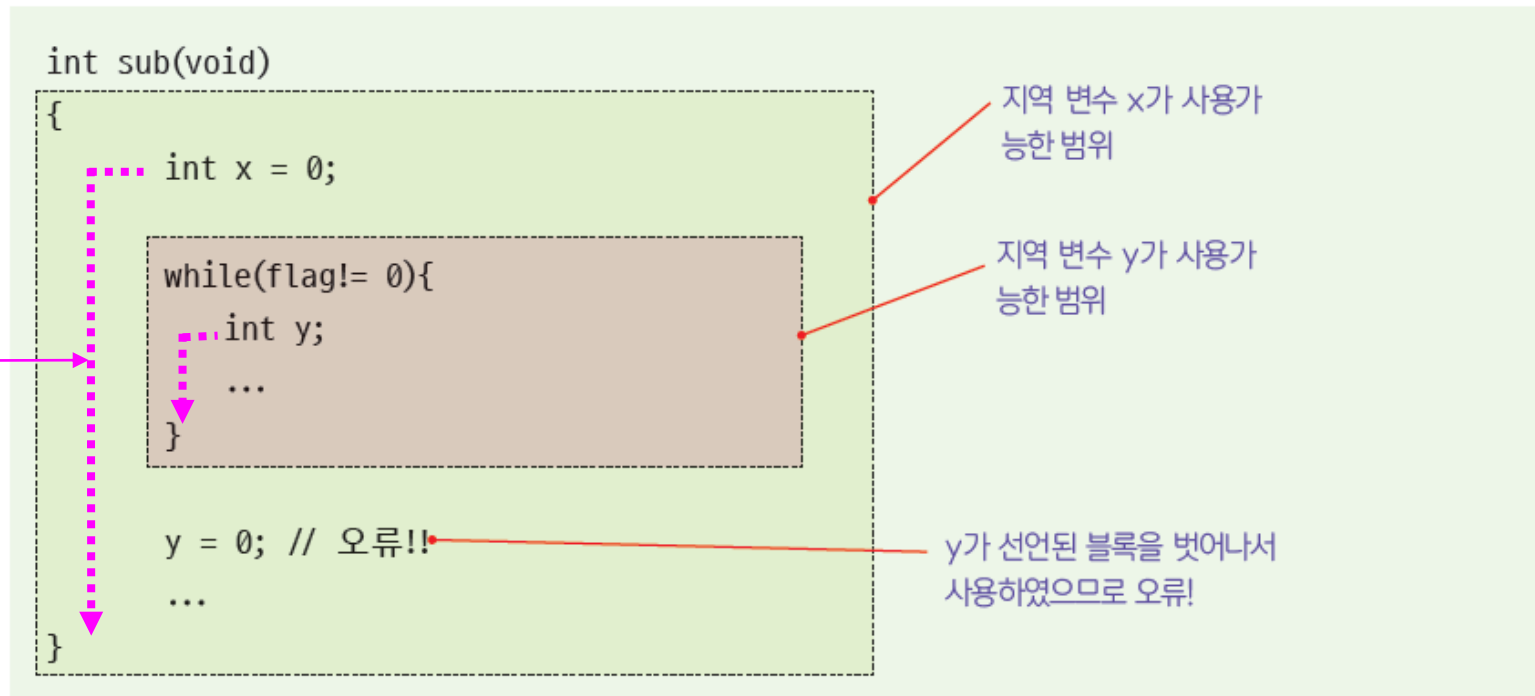 int sub(void)
{
int x = 0;
while(flag!= 0){
int y;
...
}
y = 0; // 오류!!
...
}
지역 변수 x가 사용가
능한 범위
지역 변수 y가 사용가
능한 범위
y가 선언된 블록을 벗어나서
사용하였으므로 오류!